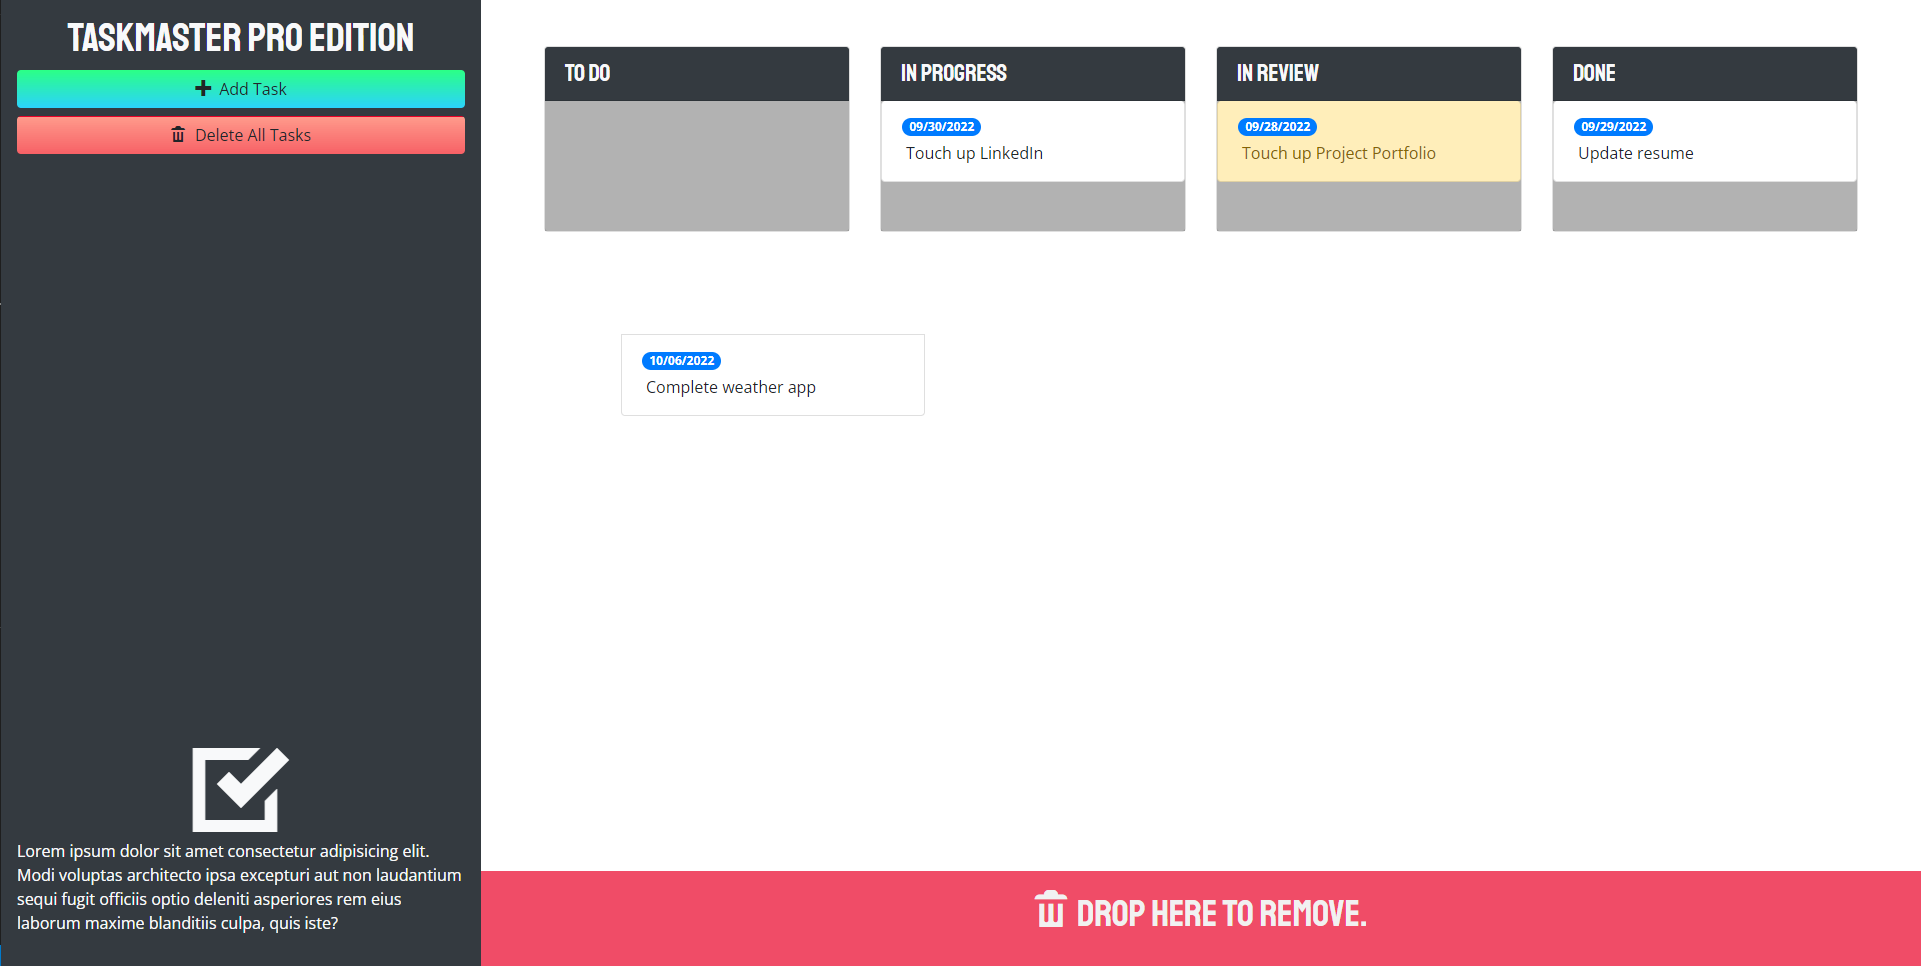 TASKMASTER PRO EDITION
Add Task
Delete All Tasks
Lorem ipsum dolor sit amet consectetur adipisicing elit.
Modi voluptas architecto ipsa excepturi aut non laudantium
sequi fugit officiis optio deleniti asperiores rem eius
laborum maxime blanditiis culpa, quis iste?
TO DO
IN PROGRESS
09/30/2022
Touch up LinkedIn
IN REVIEW
09/28/2022
Touch up Project Portfolio
DONE
09/29/2022
Update resume
10/06/2022
Complete weather app
DROP HERE TO REMOVE.